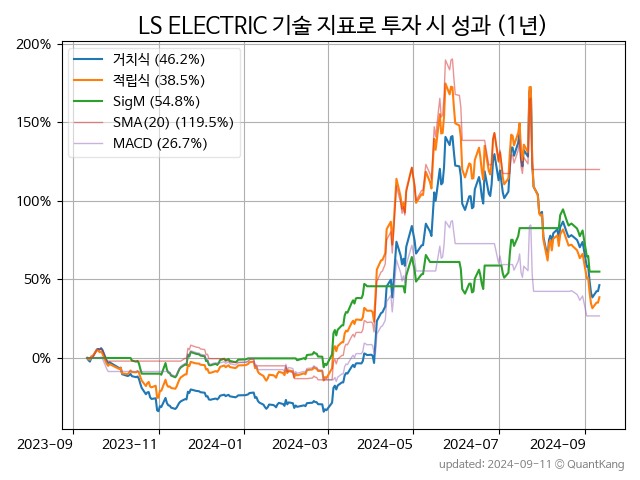 LS ELECTRIC 기술 지표로 투자 시 성과 (1년)
200%
150%
100%
50%
0%
거치식 (46.2%)
적립식 (38.5%)
SigM (54.8%)
SMA(20) (119.5%)
MACD (26.7%)
2023-09 2023-11 2024-01 2024-03 2024-05 2024-07 2024-09
updated: 2024-09-11 @ QuantKang